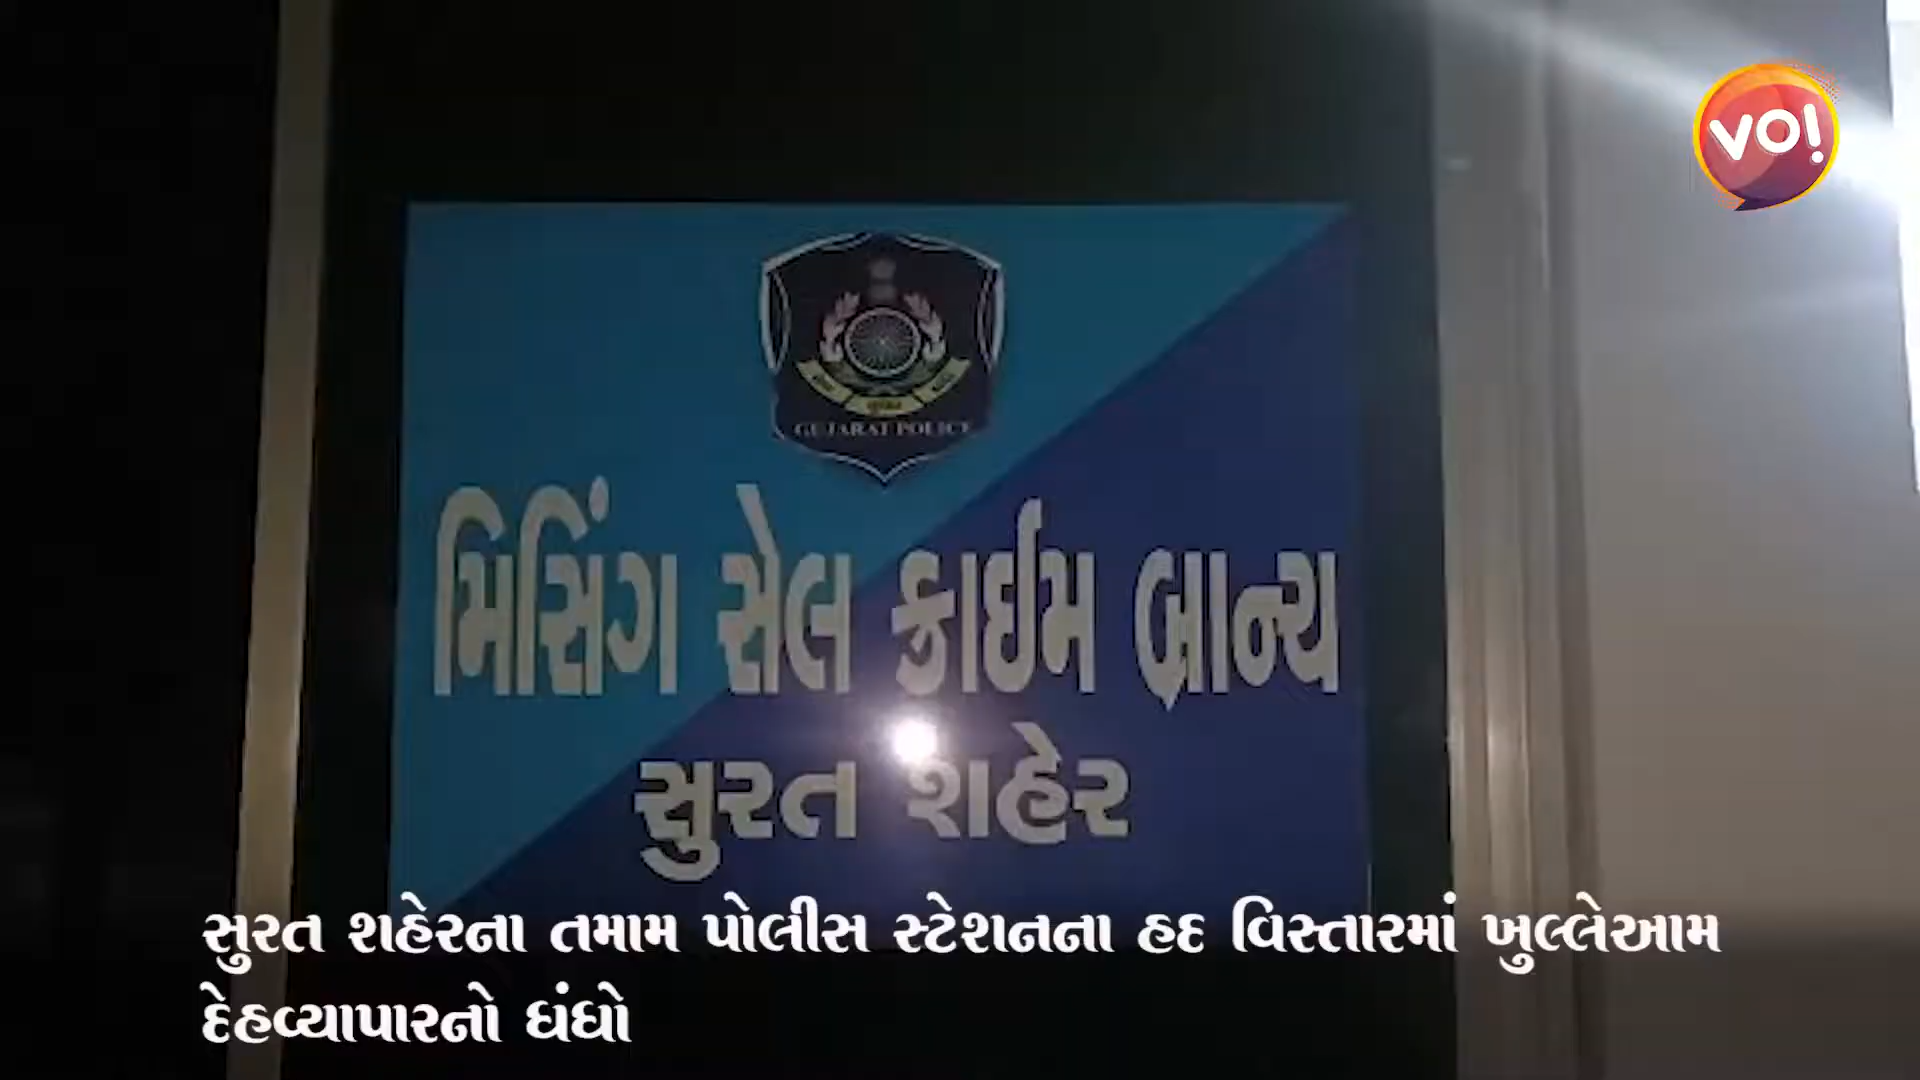 VO!
GUJARAT POLICE
મિસિંગ સેલ ક્રાઈમ બ્રાન્ચ
સુરત શહેર
સુરત શહેરના તમામ પોલીસ સ્ટેશનના હદ વિસ્તારમાં ખુલ્લેઆમ
દેહવ્યાપારનો ધંધો